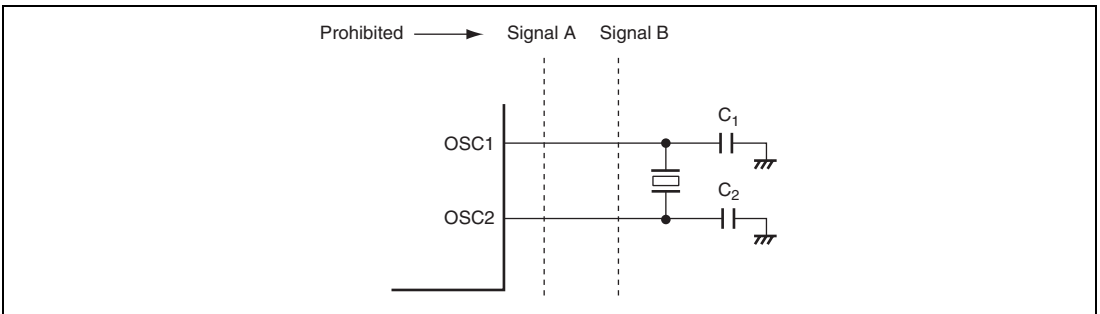 Prohibited Signal A Signal B
OSC1
C1
OSC2
C2